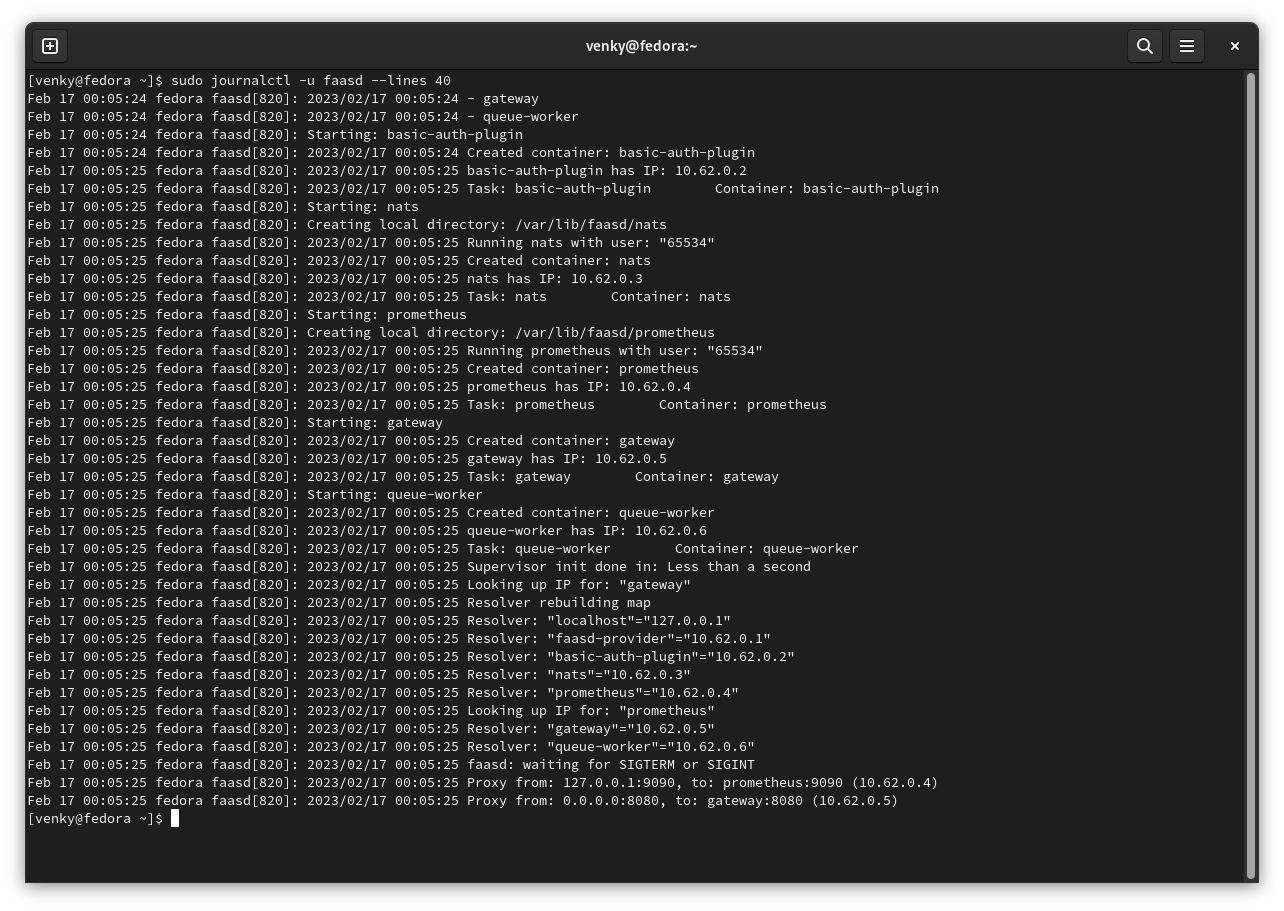 venky@fedora:~
[venky@fedora ~]$ sudo journalctl -u faasd --lines 40
Feb 17 00:05:24 fedora faasd[820]: 2023/02/17 00:05:24 - gateway
Feb 17 00:05:24 fedora faasd[820]: 2023/02/17 00:05:24 - queue-worker
Feb 17 00:05:24 fedora faasd[820]: Starting: basic-auth-plugin
Feb 17 00:05:24 fedora faasd[820]: 2023/02/17 00:05:24 Created container: basic-auth-plugin
Feb 17 00:05:25 fedora faasd[820]: 2023/02/17 00:05:25 basic-auth-plugin has IP: 10.62.0.2
Feb 17 00:05:25 fedora faasd[820]: 2023/02/17 00:05:25 Task: basic-auth-plugin        Container: basic-auth-plugin
Feb 17 00:05:25 fedora faasd[820]: Starting: nats
Feb 17 00:05:25 fedora faasd[820]: Creating local directory: /var/lib/faasd/nats
Feb 17 00:05:25 fedora faasd[820]: 2023/02/17 00:05:25 Running nats with user: "65534"
Feb 17 00:05:25 fedora faasd[820]: 2023/02/17 00:05:25 Created container: nats
Feb 17 00:05:25 fedora faasd[820]: 2023/02/17 00:05:25 nats has IP: 10.62.0.3
Feb 17 00:05:25 fedora faasd[820]: 2023/02/17 00:05:25 Task: nats        Container: nats
Feb 17 00:05:25 fedora faasd[820]: Starting: prometheus
Feb 17 00:05:25 fedora faasd[820]: Creating local directory: /var/lib/faasd/prometheus
Feb 17 00:05:25 fedora faasd[820]: 2023/02/17 00:05:25 Running prometheus with user: "65534"
Feb 17 00:05:25 fedora faasd[820]: 2023/02/17 00:05:25 Created container: prometheus
Feb 17 00:05:25 fedora faasd[820]: 2023/02/17 00:05:25 prometheus has IP: 10.62.0.4
Feb 17 00:05:25 fedora faasd[820]: 2023/02/17 00:05:25 Task: prometheus        Container: prometheus
Feb 17 00:05:25 fedora faasd[820]: Starting: gateway
Feb 17 00:05:25 fedora faasd[820]: 2023/02/17 00:05:25 Created container: gateway
Feb 17 00:05:25 fedora faasd[820]: 2023/02/17 00:05:25 gateway has IP: 10.62.0.5
Feb 17 00:05:25 fedora faasd[820]: 2023/02/17 00:05:25 Task: gateway        Container: gateway
Feb 17 00:05:25 fedora faasd[820]: Starting: queue-worker
Feb 17 00:05:25 fedora faasd[820]: 2023/02/17 00:05:25 Created container: queue-worker
Feb 17 00:05:25 fedora faasd[820]: 2023/02/17 00:05:25 queue-worker has IP: 10.62.0.6
Feb 17 00:05:25 fedora faasd[820]: 2023/02/17 00:05:25 Task: queue-worker        Container: queue-worker
Feb 17 00:05:25 fedora faasd[820]: 2023/02/17 00:05:25 Supervisor init done in: Less than a second
Feb 17 00:05:25 fedora faasd[820]: 2023/02/17 00:05:25 Looking up IP for: "gateway"
Feb 17 00:05:25 fedora faasd[820]: 2023/02/17 00:05:25 Resolver rebuilding map
Feb 17 00:05:25 fedora faasd[820]: 2023/02/17 00:05:25 Resolver: "localhost"="127.0.0.1"
Feb 17 00:05:25 fedora faasd[820]: 2023/02/17 00:05:25 Resolver: "faasd-provider"="10.62.0.1"
Feb 17 00:05:25 fedora faasd[820]: 2023/02/17 00:05:25 Resolver: "basic-auth-plugin"="10.62.0.2"
Feb 17 00:05:25 fedora faasd[820]: 2023/02/17 00:05:25 Resolver: "nats"="10.62.0.3"
Feb 17 00:05:25 fedora faasd[820]: 2023/02/17 00:05:25 Resolver: "prometheus"="10.62.0.4"
Feb 17 00:05:25 fedora faasd[820]: 2023/02/17 00:05:25 Looking up IP for: "prometheus"
Feb 17 00:05:25 fedora faasd[820]: 2023/02/17 00:05:25 Resolver: "gateway"="10.62.0.5"
Feb 17 00:05:25 fedora faasd[820]: 2023/02/17 00:05:25 Resolver: "queue-worker"="10.62.0.6"
Feb 17 00:05:25 fedora faasd[820]: 2023/02/17 00:05:25 faasd: waiting for SIGTERM or SIGINT
Feb 17 00:05:25 fedora faasd[820]: 2023/02/17 00:05:25 Proxy from: 127.0.0.1:9090, to: prometheus:9090 (10.62.0.4)
Feb 17 00:05:25 fedora faasd[820]: 2023/02/17 00:05:25 Proxy from: 0.0.0.0:8080, to: gateway:8080 (10.62.0.5)
[venky@fedora ~]$